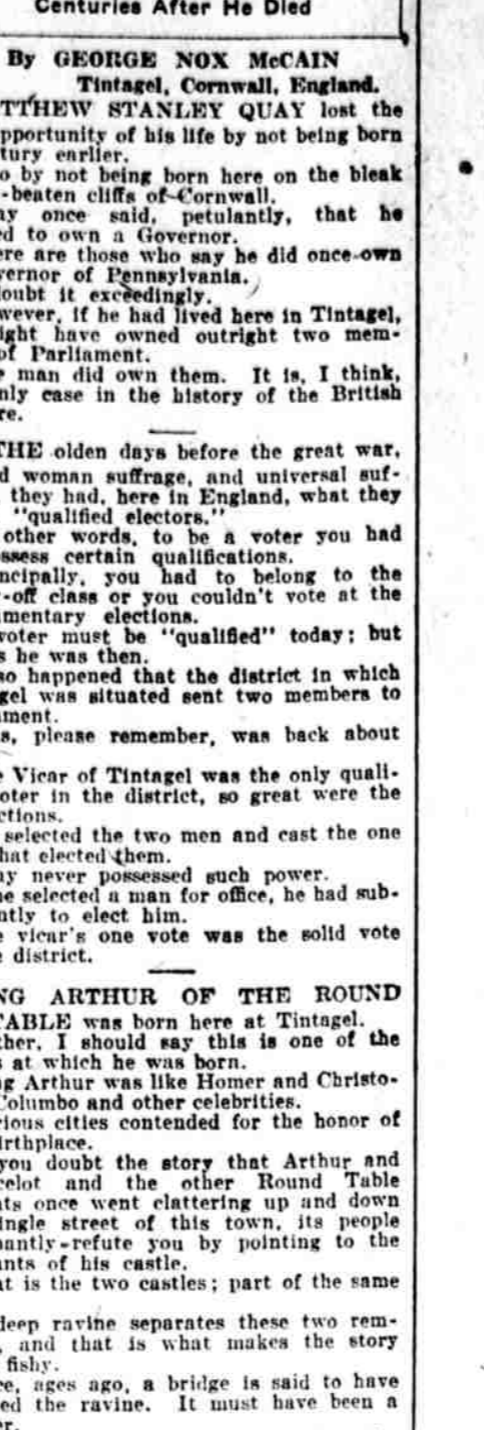 Centuries After He Died
By GEORGE NOX McCAIN
Tintagel, Cornwall, England.
TTHEW STANLEY QUAY lost the
pportunity of his life by not being born
tury earlier.
o by not being born here on the bleak
-beaten cliffs of Cornwall.
ay once said, petulantly, that he
ed to own a Governor.
ere are those who say he did once own
vernor of Pennsylvania.
doubt it exceedingly.
wever, if he had lived here in Tintagel,
ight have owned outright two mem-
of Parliament.
e man did own them. It is, I think,
nly case in the history of the British
re.
THE olden days before the great war,
d woman suffrage, and universal suf-
they had, here in England, what they
"qualified electors."
other words, to be a voter you had
ssess certain qualifications.
ncipally, you had to belong to the
-off class or you couldn't vote at the
mentary elections.
voter must be "qualified" today; but
s he was then.
so happened that the district in which
gel was situated sent two members to
ament.
s, please remember, was back about
e Vicar of Tintagel was the only quali-
oter in the district, so great were the
ctions.
selected the two men and cast the one
hat elected them.
ay never possessed such power.
he selected a man for office, he had sub-
ntly to elect him.
e vicar's one vote was the solid vote
e district.
NG ARTHUR OF THE ROUND
TABLE was born here at Tintagel.
ther, I should say this is one of the
s at which he was born.
ng Arthur was like Homer and Christo-
Columbo and other celebrities.
rious cities contended for the honor of
irthplace.
you doubt the story that Arthur and
celot and the other Round Table
hts once went clattering up and down
ingle street of this town, its people
nantly refute you by pointing to the
ants of his castle.
at is the two castles; part of the same
deep ravine separates these two rem-
, and that is what makes the story
fishy.
ce, ages ago, a bridge is said to have
ed the ravine. It must have been a
er.